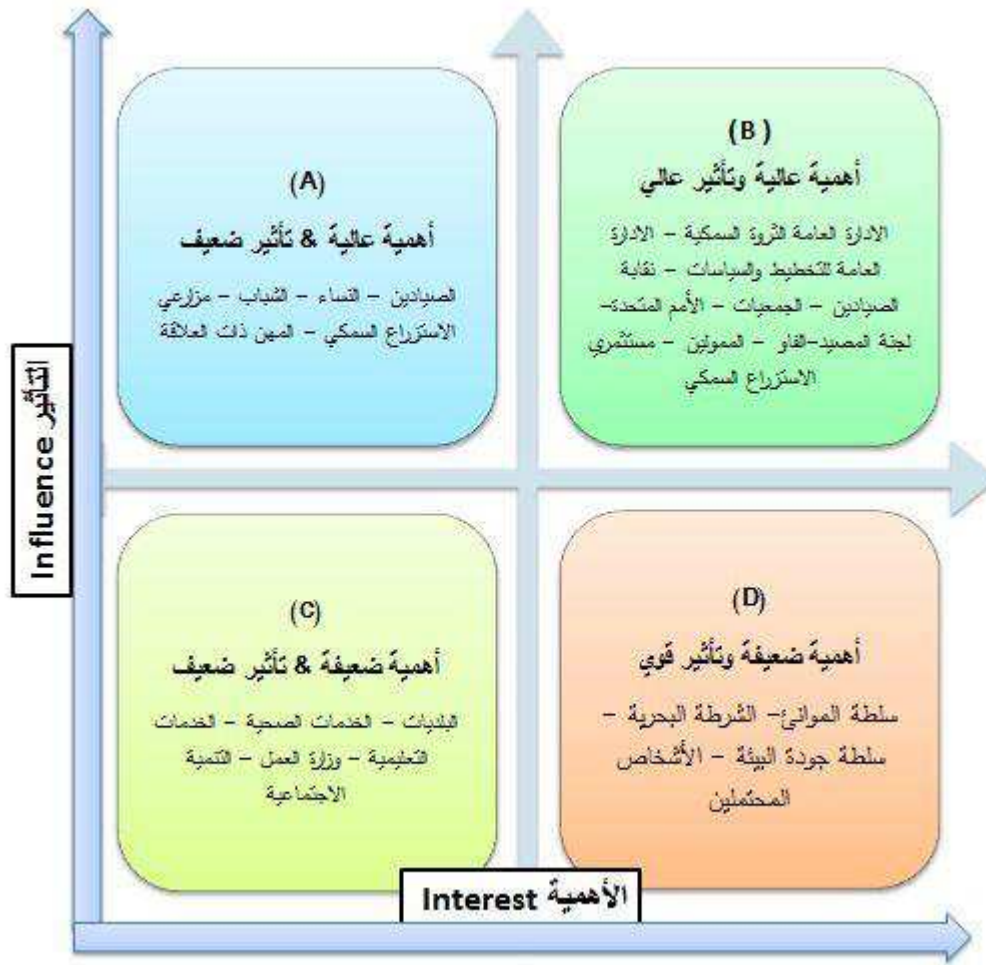 (A)
أهمية عالية & تأثير ضعيف
الصيادين – النساء – الشباب – مزارعي
الاستزراع السمكي – المهن ذات العلاقة
(B)
أهمية عالية وتأثير عالي
الادارة العامة الثروة السمكية – الادارة
العامة للتخطيط والسياسات – نقابة
الصيادين – الجمعيات – الأمم المتحدة–
لجنة المصيد–الفاو – الممولين – مستثمري
الاستزراع السمكي
التأثير Influence
(C)
أهمية ضعيفة & تأثير ضعيف
البلديات – الخدمات الصحية – الخدمات
التعليمية – وزارة العمل – التنمية
الاجتماعية
(D)
أهمية ضعيفة وتأثير قوي
سلطة الموانئ– الشرطة البحرية –
سلطة جودة البيئة – الأشخاص
المحتملين
الأهمية Interest